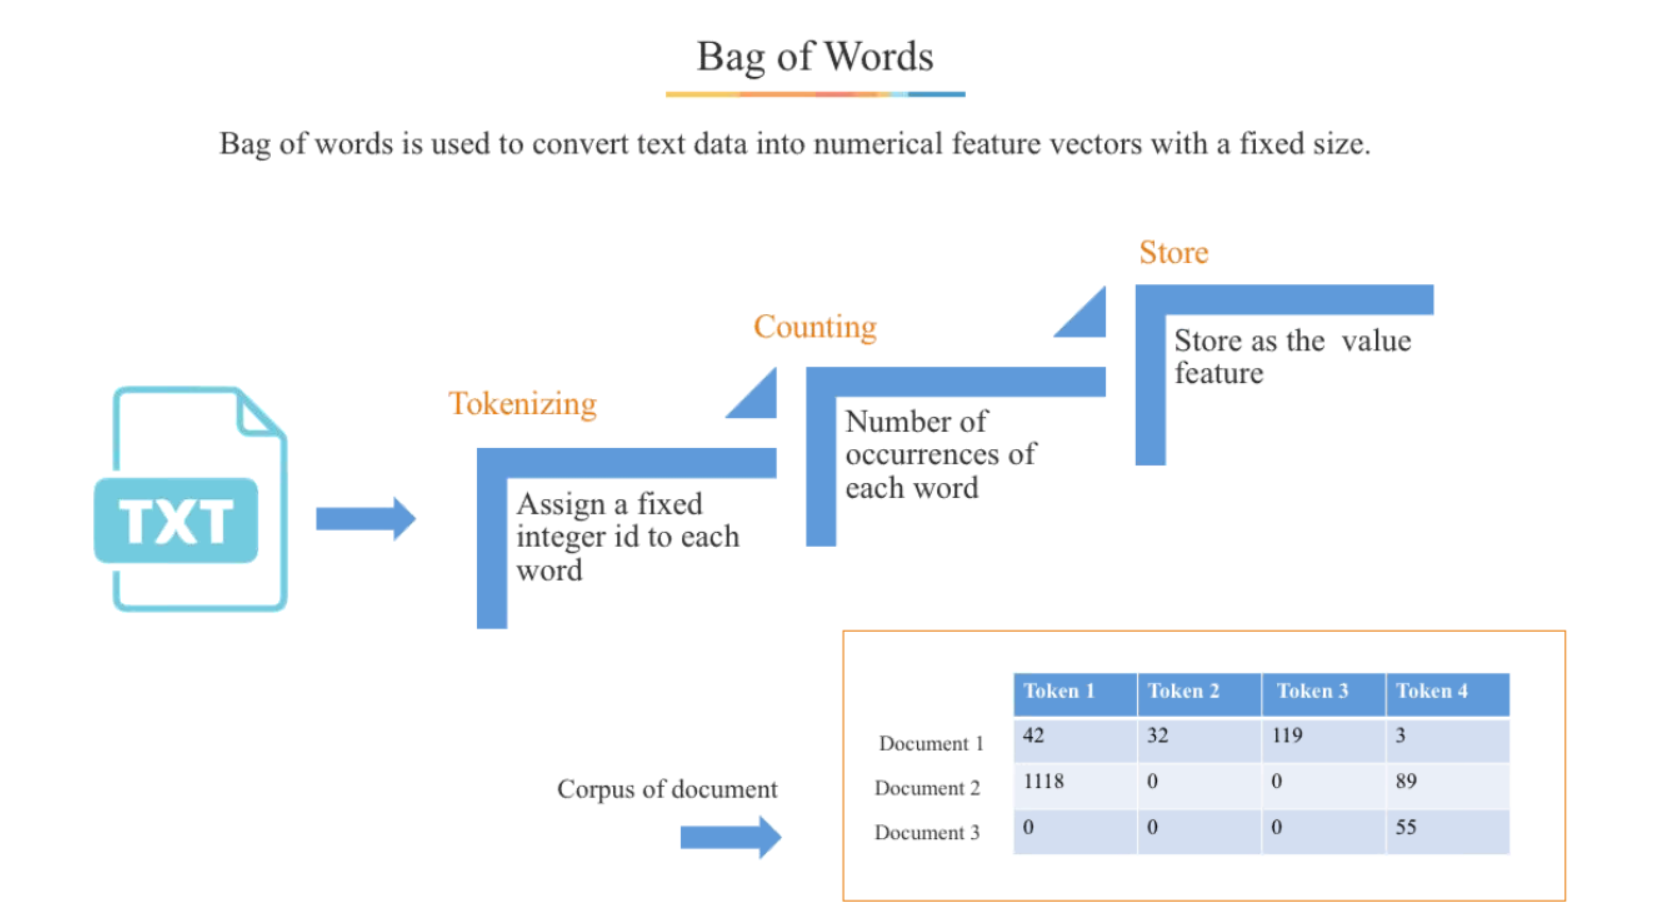 Bag of Words
Bag of words is used to convert text data into numerical feature vectors with a fixed size.
Store
Store as the value
feature
Counting
Number of
occurrences of
each word
Tokenizing
Assign a fixed
integer id to each
word
TXT
Corpus of document
Token 1 Token 2 Token 3 Token 4
Document 1 42 32 119 3
Document 2 1118 0 0 89
Document 3 0 0 0 55